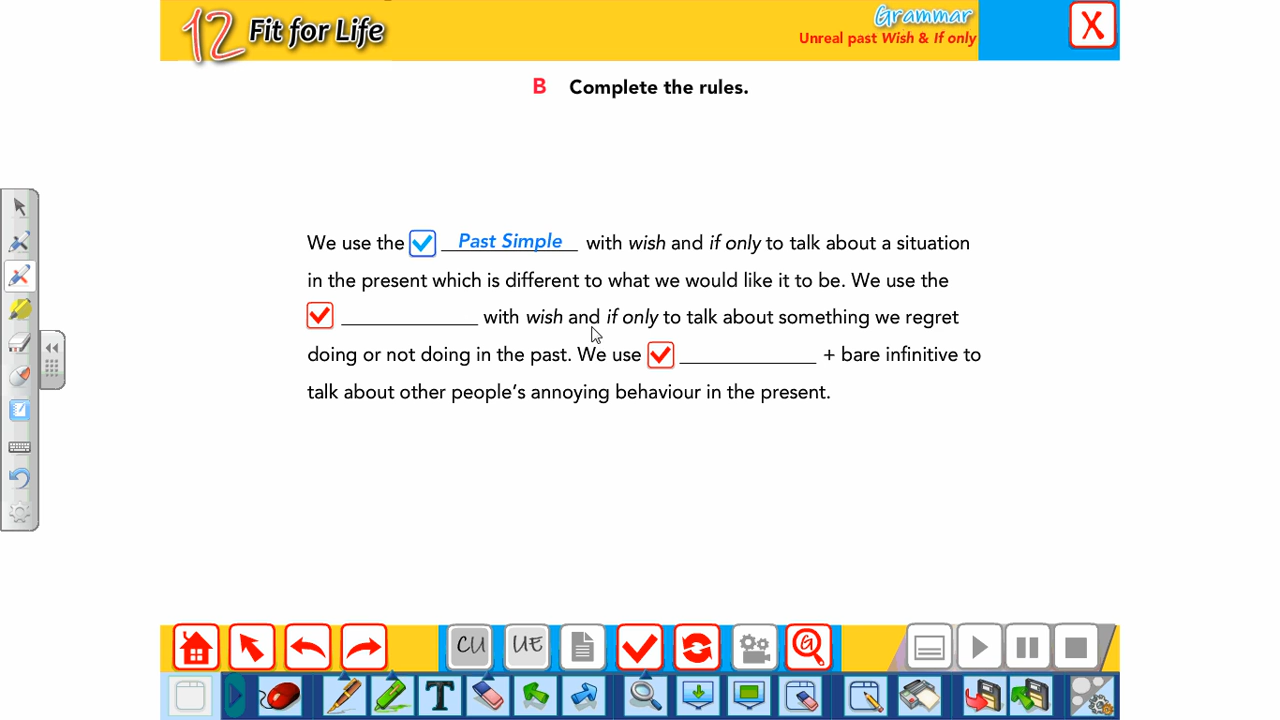 12 Fit for Life
Grammar
Unreal past Wish & If only
X
B Complete the rules.
We use the Past Simple with wish and if only to talk about a situation
in the present which is different to what we would like it to be. We use the
____________ with wish and if only to talk about something we regret
doing or not doing in the past. We use ____________ + bare infinitive to
talk about other people's annoying behaviour in the present.
CU UE G
T